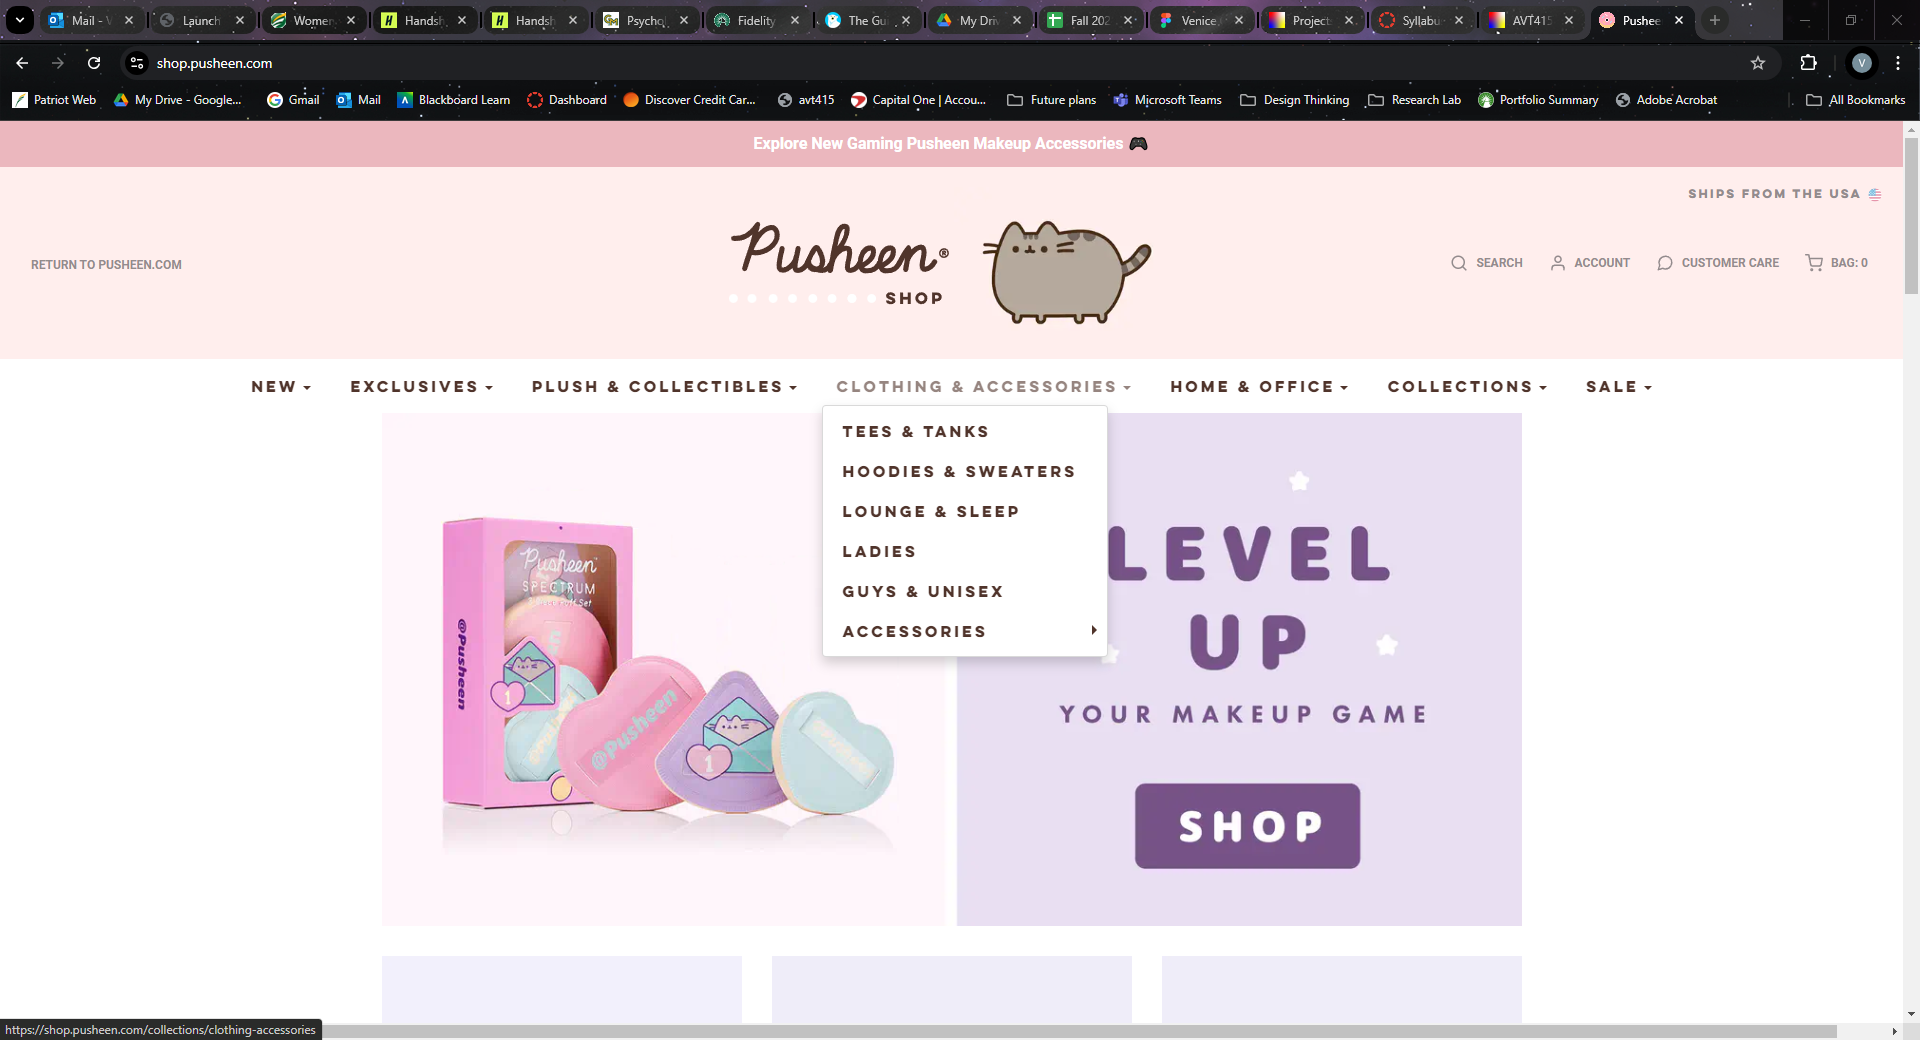 Mail - V
Launch
Women
Handsh
Handsh
Psychol
Fidelity
The Gui
My Driv
Fall 202
Venice
Project
Syllabu
AVT415
Pushee
shop.pusheen.com
V
Patriot Web
My Drive - Google...
Gmail
Mail
Blackboard Learn
Dashboard
Discover Credit Car...
avt415
Capital One | Accou...
Future plans
Microsoft Teams
Design Thinking
Research Lab
Portfolio Summary
Adobe Acrobat
All Bookmarks
Explore New Gaming Pusheen Makeup Accessories 🎮
SHIPS FROM THE USA
RETURN TO PUSHEEN.COM
Pusheen®
SHOP
SEARCH
ACCOUNT
CUSTOMER CARE
BAG: 0
NEW
EXCLUSIVES
PLUSH & COLLECTIBLES
CLOTHING & ACCESSORIES
HOME & OFFICE
COLLECTIONS
SALE
TEES & TANKS
HOODIES & SWEATERS
LOUNGE & SLEEP
LADIES
GUYS & UNISEX
ACCESSORIES
Pusheen
SPECTRUM
Set
@Pusheen
1
@Pusheen
1
LEVEL
UP
YOUR MAKEUP GAME
SHOP
https://shop.pusheen.com/collections/clothing-accessories